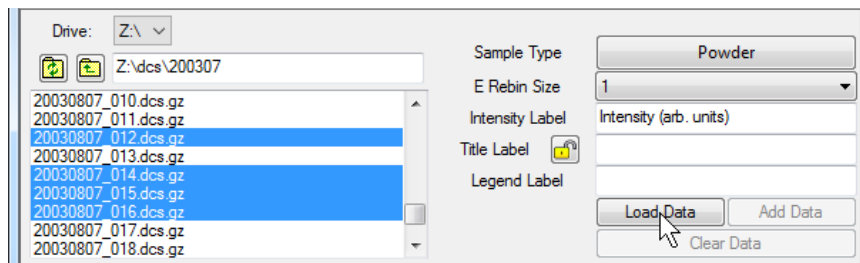 Drive: Z:\
Z:\dcs\200307
20030807_010.dcs.gz
20030807_011.dcs.gz
20030807_012.dcs.gz
20030807_013.dcs.gz
20030807_014.dcs.gz
20030807_015.dcs.gz
20030807_016.dcs.gz
20030807_017.dcs.gz
20030807_018.dcs.gz
Sample Type Powder
E Rebin Size 1
Intensity Label Intensity (arb. units)
Title Label
Legend Label
Load Data Add Data
Clear Data